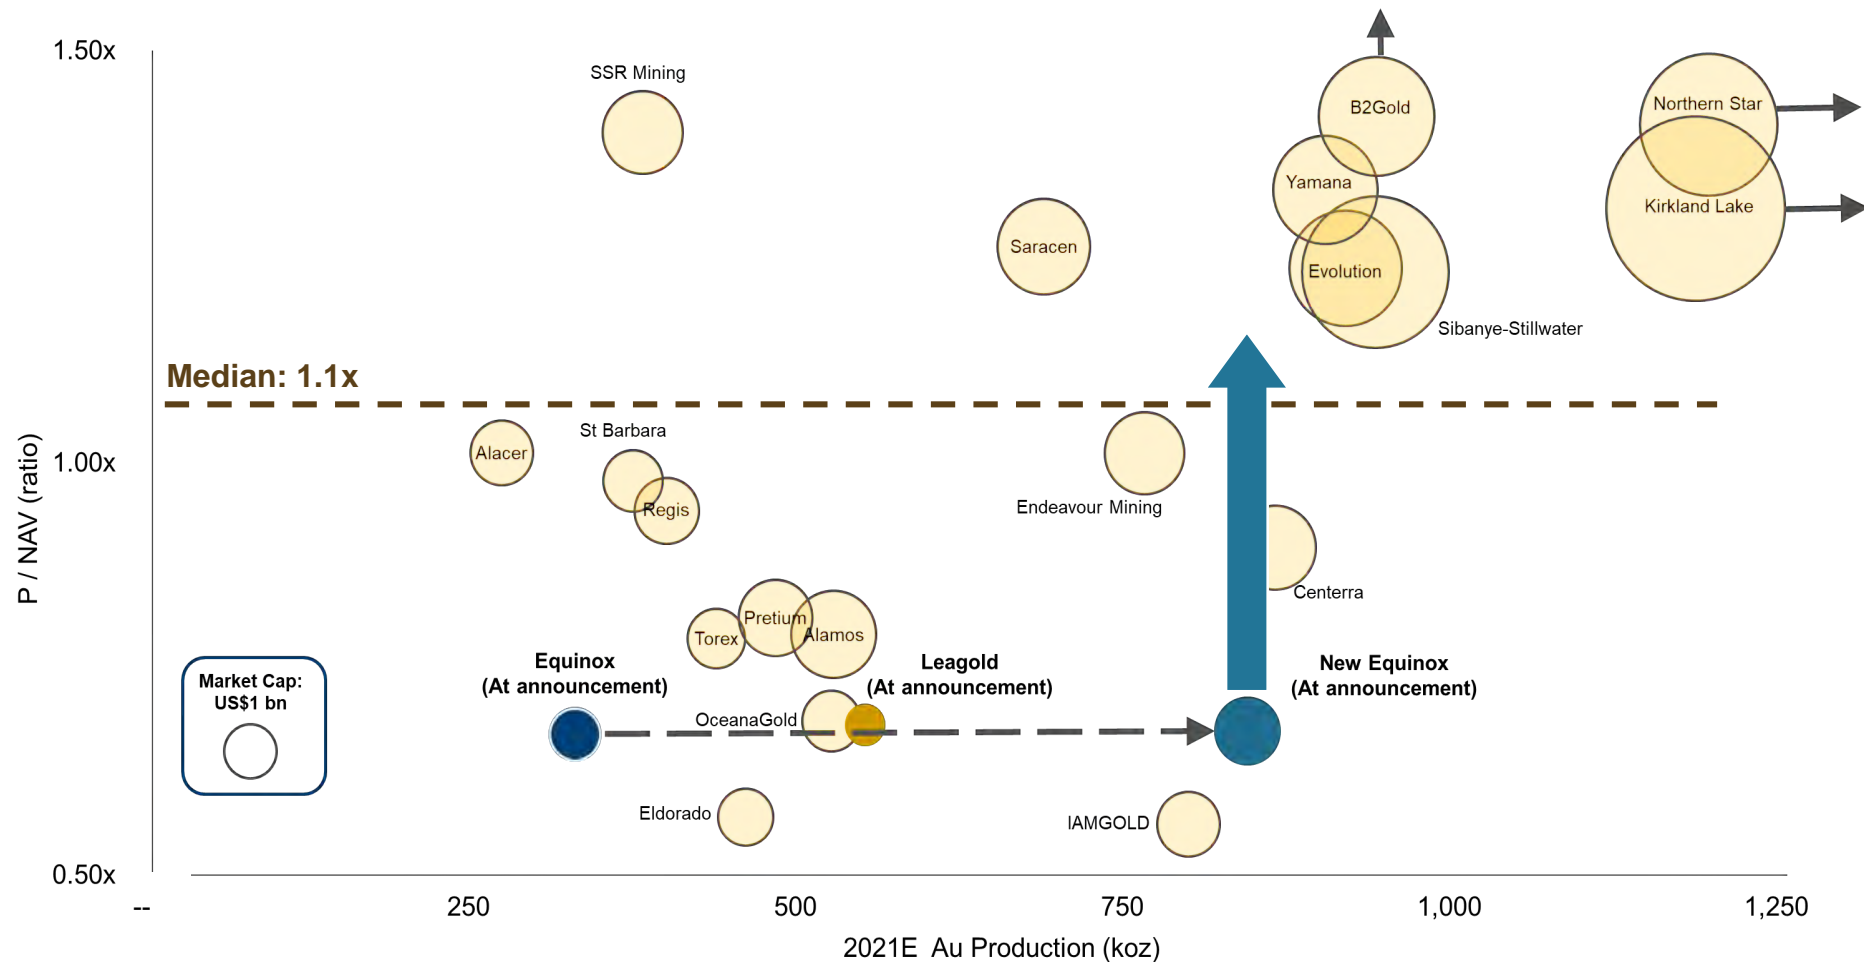 1.50x
SSR Mining
B2Gold
Northern Star
Yamana
Kirkland Lake
Saracen
Evolution
Sibanye-Stillwater
Median: 1.1x
St Barbara
Alacer
1.00x
Endeavour Mining
Regis
P / NAV (ratio)
Centerra
Pretium
Torex
Alamos
Equinox
(At announcement)
Leagold
(At announcement)
New Equinox
(At announcement)
Market Cap:
US$1 bn
OceanaGold
Eldorado
IAMGOLD
0.50x
--
250
500
750
1,000
1,250
2021E Au Production (koz)